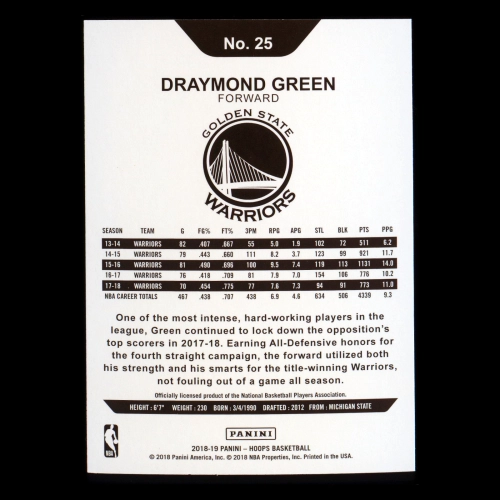 No. 25
DRAYMOND GREEN
FORWARD
GOLDEN STATE
WARRIORS
SEASON TEAM G FG% FT% 3PM RPG APG STL BLK PTS PPG
13-14 WARRIORS 82 .407 .667 55 5.0 1.9 102 72 511 6.2
14-15 WARRIORS 79 .443 .660 111 8.2 3.7 123 99 921 11.7
15-16 WARRIORS 81 .490 .696 100 9.5 7.4 119 113 1131 14.0
16-17 WARRIORS 76 .418 .709 81 7.9 7.0 154 106 776 10.2
17-18 WARRIORS 70 .454 .775 77 7.6 7.3 94 91 773 11.0
NBA CAREER TOTALS 467 .438 .707 438 6.9 4.6 634 506 4339 9.3
One of the most intense, hard-working players in the
league, Green continued to lock down the opposition's
top scorers in 2017-18. Earning All-Defensive honors for
the fourth straight campaign, the forward utilized both
his strength and his smarts for the title-winning Warriors,
not fouling out of a game all season.
Officially licensed product of the National Basketball Players Association.
HEIGHT : 6'7" WEIGHT : 230 BORN : 3/4/1990 DRAFTED : 2012 FROM : MICHIGAN STATE
PANINI
NBA
2018-19 PANINI – HOOPS BASKETBALL
© 2018 Panini America, Inc. © 2018 NBA Properties, Inc. Printed in the USA.